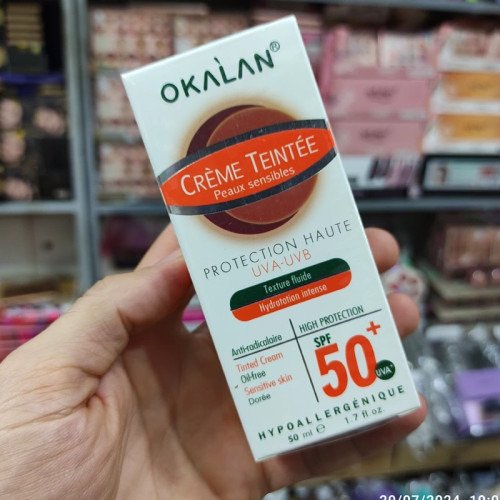 OKALAN®
CRÈME TEINTÉE
Peaux sensibles
PROTECTION HAUTE
UVA-UVB
Texture fluide
Hydratation intense
Anti-radicalaire
Tinted Cream
Oil-free
Sensitive skin
Dorée
HIGH PROTECTION
SPF
50+
UVA
HYPOALLERGÉNIQUE
50 ml e 1.7 fl.oz.